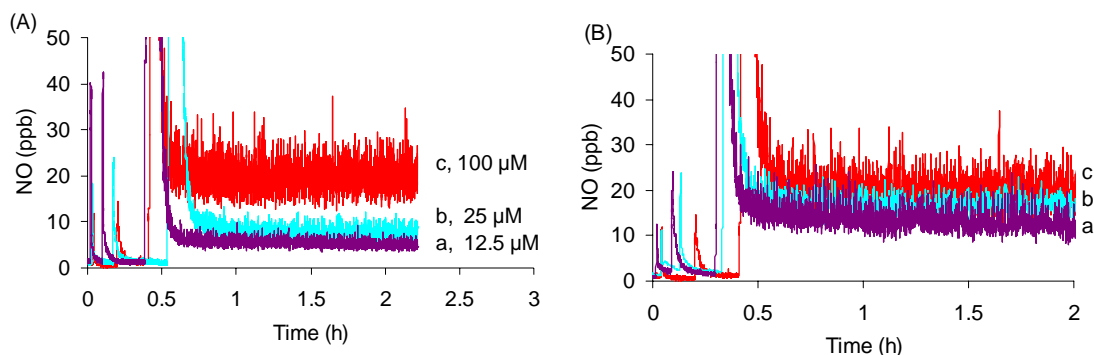 (A)
NO (ppb)
50
40
30
20
10
0
c, 100 µM
b, 25 µM
a, 12.5 µM
0 0.5 1 1.5 2 2.5 3
Time (h)
(B)
NO (ppb)
50
40
30
20
10
0
c
b
a
0 0.5 1 1.5 2
Time (h)